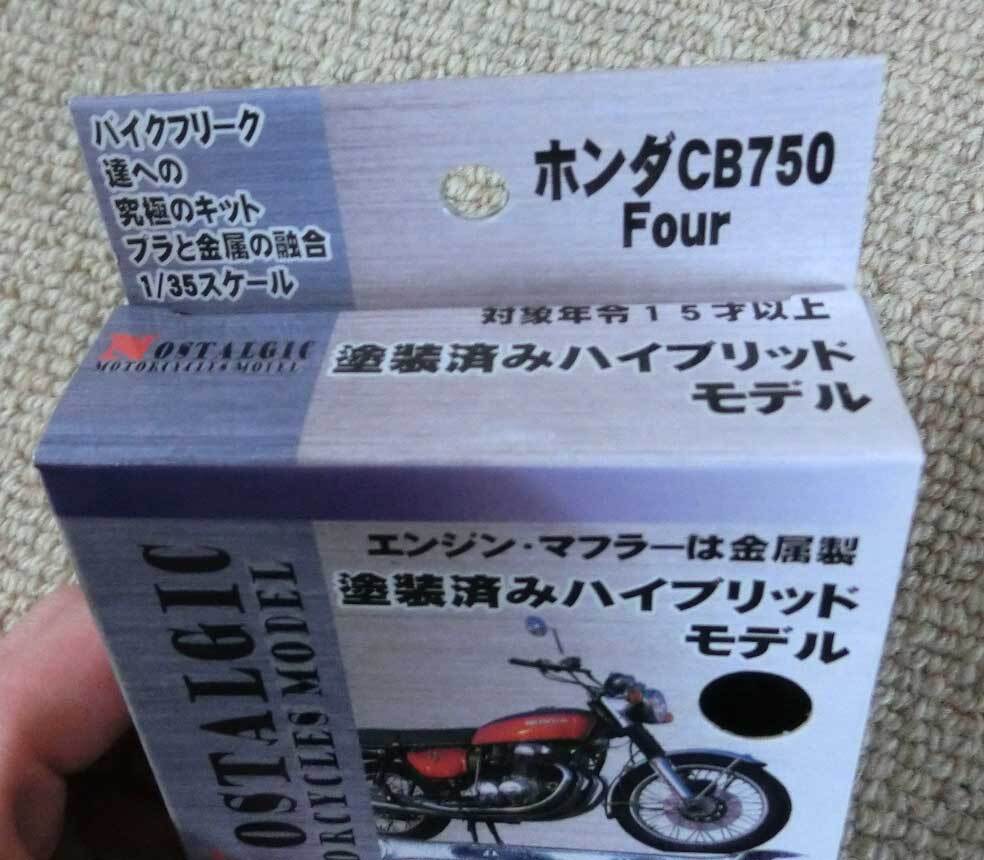 バイクフリーク
達への
究極のキット
プラと金属の融合
1/35スケール
ホンダCB750
Four
対象年令15才以上
NOSTALGIC
MOTORCYCLES MODEL
塗装済みハイブリッド
モデル
エンジン・マフラーは金属製
塗装済みハイブリッド
モデル
NOSTALGIC
ORCYCLES MODEL
HONDA